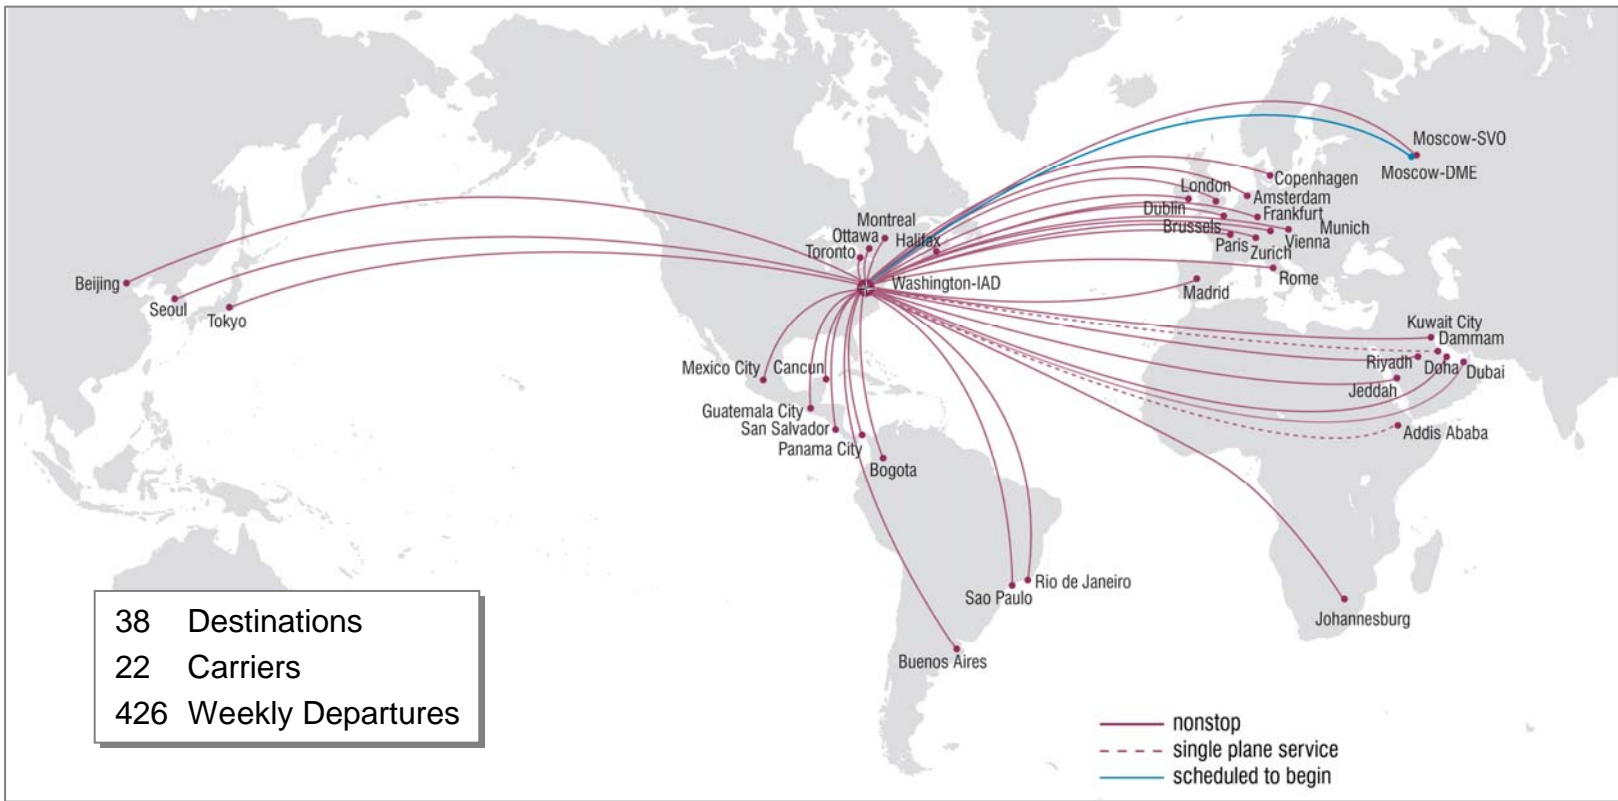 Moscow-SVO
Moscow-DME
Copenhagen
London
Amsterdam
Dublin
Frankfurt
Montreal
Brussels
Munich
Ottawa
Halifax
Paris
Vienna
Toronto
Zurich
Rome
Beijing
Washington-IAD
Madrid
Seoul
Tokyo
Kuwait City
Dammam
Mexico City
Cancun
Riyadh
Doha
Dubai
Jeddah
Guatemala City
San Salvador
Addis Ababa
Panama City
Bogota
Rio de Janeiro
Sao Paulo
Johannesburg
Buenos Aires
38 Destinations
22 Carriers
426 Weekly Departures
nonstop
single plane service
scheduled to begin